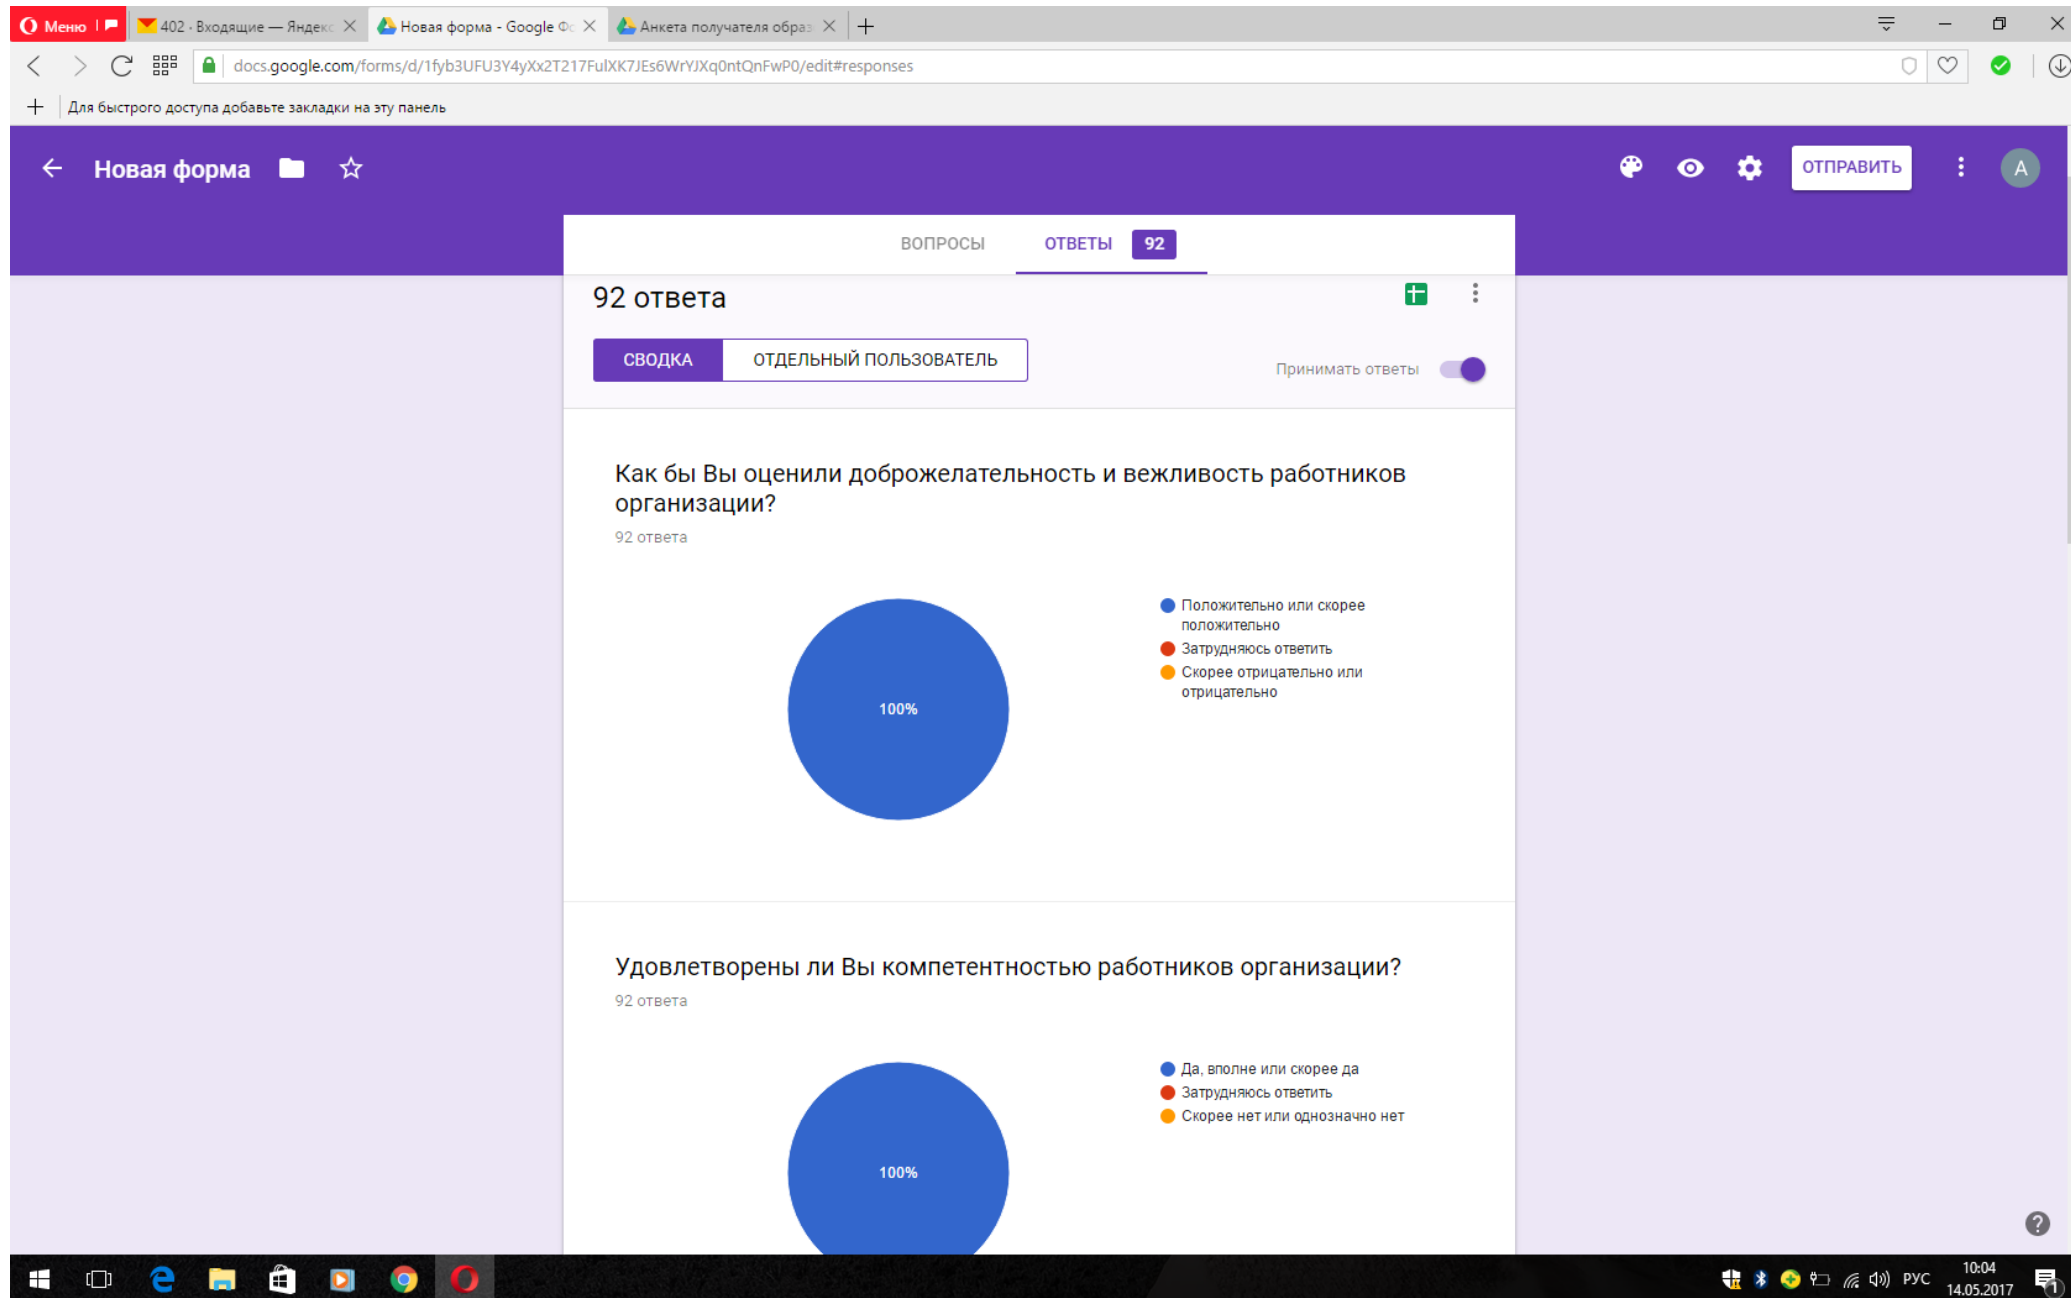 Меню
402 · Входящие — Яндекс
Новая форма - Google Фо
Анкета получателя образ
docs.google.com/forms/d/1fyb3UFU3Y4yXx2T217FulXK7JEs6WrYJXq0ntQnFwP0/edit#responses
Для быстрого доступа добавьте закладки на эту панель
Новая форма
ОТПРАВИТЬ
A
ВОПРОСЫ
ОТВЕТЫ 92
92 ответа
СВОДКА
ОТДЕЛЬНЫЙ ПОЛЬЗОВАТЕЛЬ
Принимать ответы
Как бы Вы оценили доброжелательность и вежливость работников
организации?
92 ответа
100%
Положительно или скорее
положительно
Затрудняюсь ответить
Скорее отрицательно или
отрицательно
Удовлетворены ли Вы компетентностью работников организации?
92 ответа
100%
Да, вполне или скорее да
Затрудняюсь ответить
Скорее нет или однозначно нет
РУС
10:04
14.05.2017
1